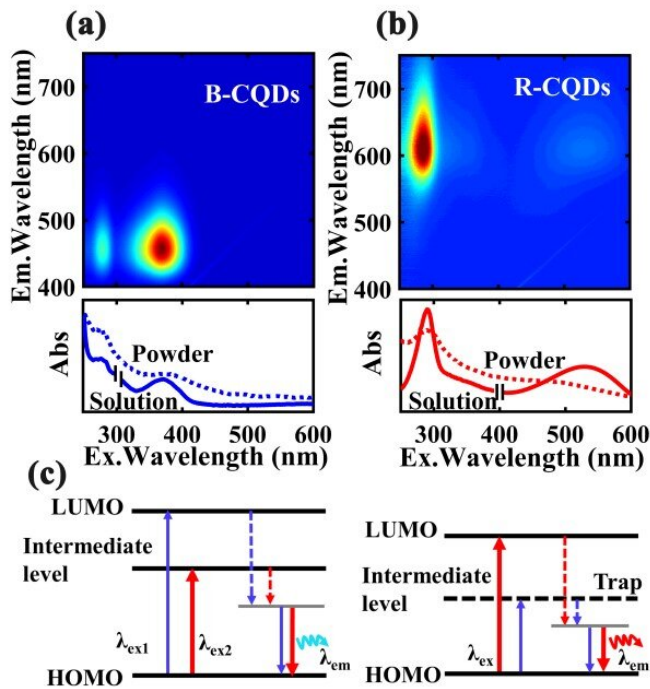 (a)
(b)
B-CQDs
R-CQDs
Em.Wavelength (nm)
700
600
500
400
Em.Wavelength (nm)
700
600
500
400
Abs
Powder
Solution
Abs
Powder
Solution
300 400 500 600
Ex.Wavelength (nm)
300 400 500 600
Ex.Wavelength (nm)
(c)
LUMO
Intermediate
level
λex1
λex2
λem
HOMO
LUMO
Intermediate
level
Trap
λex
λem
HOMO